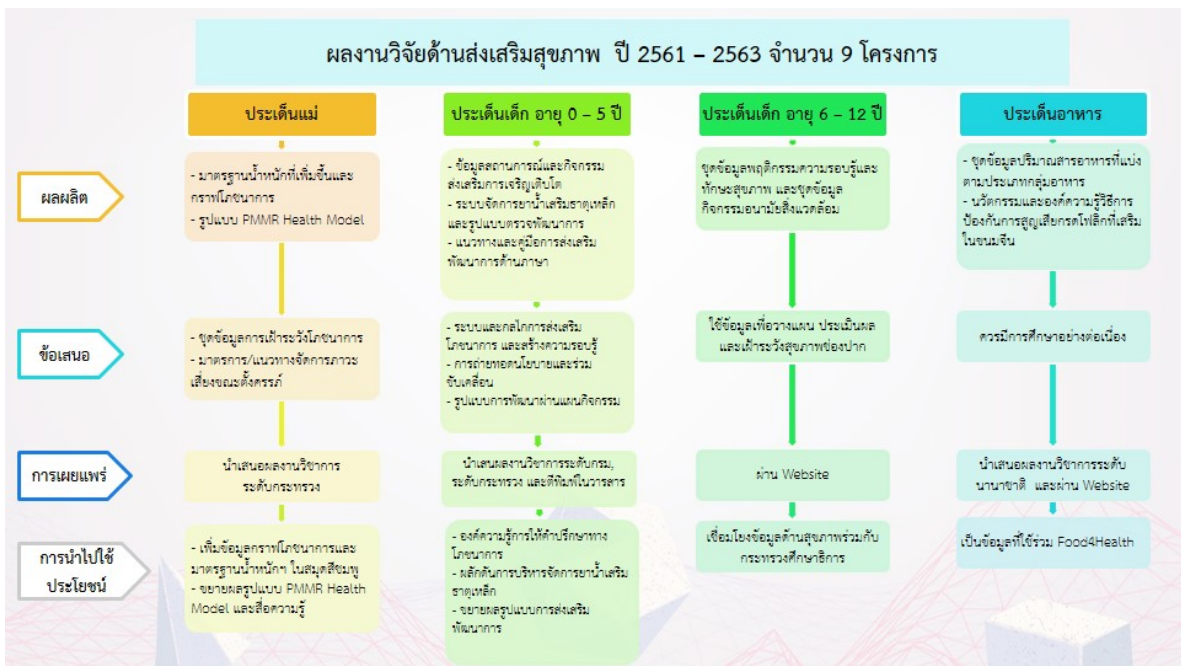 ผลงานวิจัยด้านส่งเสริมสุขภาพ ปี 2561 – 2563 จำนวน 9 โครงการ
ประเด็นแม่
ประเด็นเด็ก อายุ 0 – 5 ปี
ประเด็นเด็ก อายุ 6 – 12 ปี
ประเด็นอาหาร
ผลผลิต
- มาตรฐานน้ำหนักที่เพิ่มขึ้นและ
กราฟโภชนาการ
- รูปแบบ PMMR Health Model
- ข้อมูลสถานการณ์และกิจกรรม
ส่งเสริมการเจริญเติบโต
- ระบบจัดการยาน้ำเสริมธาตุเหล็ก
และรูปแบบตรวจพัฒนาการ
- แนวทางและคู่มือการส่งเสริม
พัฒนาการด้านภาษา
ชุดข้อมูลพฤติกรรมความรอบรู้และ
ทักษะสุขภาพ และชุดข้อมูล
กิจกรรมอนามัยสิ่งแวดล้อม
- ชุดข้อมูลปริมาณสารอาหารที่แบ่ง
ตามประเภทกลุ่มอาหาร
- นวัตกรรมและองค์ความรู้วิธีการ
ป้องกันการสูญเสียกรดโฟลิกที่เสริม
ในขนมจีน
ข้อเสนอ
- ชุดข้อมูลการเฝ้าระวังโภชนาการ
- มาตรการ/แนวทางจัดการภาวะ
เสี่ยงขณะตั้งครรภ์
- ระบบและกลไกการส่งเสริม
โภชนาการ และสร้างความรอบรู้
- การถ่ายทอดนโยบายและร่วม
ขับเคลื่อน
- รูปแบบการพัฒนาผ่านแผนกิจกรรม
ใช้ข้อมูลเพื่อวางแผน ประเมินผล
และเฝ้าระวังสุขภาพช่องปาก
ควรมีการศึกษาอย่างต่อเนื่อง
การเผยแพร่
นำเสนอผลงานวิชาการ
ระดับกระทรวง
นำเสนผลงานวิชาการระดับกรม,
ระดับกระทรวง และตีพิมพ์ในวารสาร
ผ่าน Website
นำเสนอผลงานวิชาการระดับ
นานาชาติ และผ่าน Website
การนำไปใช้
ประโยชน์
- เพิ่มข้อมูลกราฟโภชนาการและ
มาตรฐานน้ำหนักฯ ในสมุดสีชมพู
- ขยายผลรูปแบบ PMMR Health
Model และสื่อความรู้
- องค์ความรู้การให้คำปรึกษาทาง
โภชนาการ
- ผลักดันการบริหารจัดการยาน้ำเสริม
ธาตุเหล็ก
- ขยายผลรูปแบบการส่งเสริม
พัฒนาการ
เชื่อมโยงข้อมูลด้านสุขภาพร่วมกับ
กระทรวงศึกษาธิการ
เป็นข้อมูลที่ใช้ร่วม Food4Health